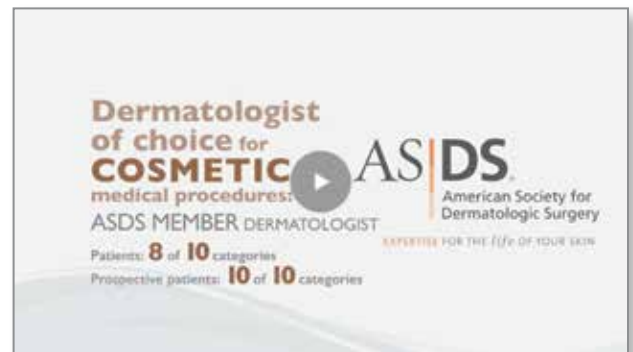 Dermatologist
of choice for
COSMETIC
medical procedures:
ASDS MEMBER DERMATOLOGIST
Patients: 8 of 10 categories
Prospective patients: 10 of 10 categories
AS DS
American Society for
Dermatologic Surgery
EXPERTISE FOR THE life OF YOUR SKIN